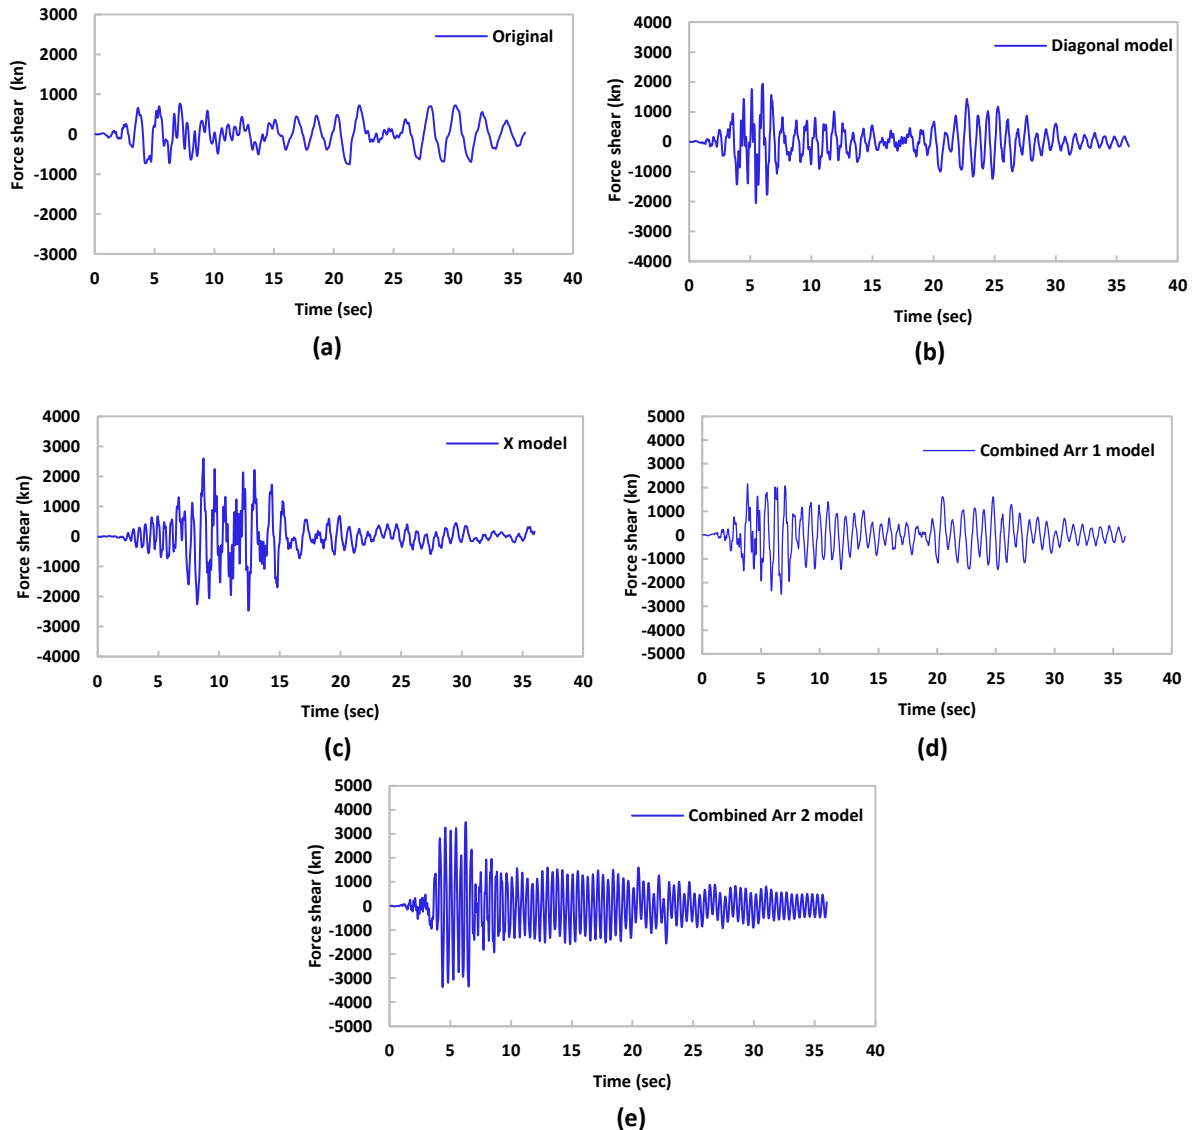 Original
Force shear (kn)
3000
2000
1000
0
-1000
-2000
-3000
0 5 10 15 20 25 30 35 40
Time (sec)
(a)
Diagonal model
Force shear (kn)
4000
3000
2000
1000
0
-1000
-2000
-3000
-4000
0 5 10 15 20 25 30 35 40
Time (sec)
(b)
X model
Force shear (kn)
4000
3000
2000
1000
0
-1000
-2000
-3000
-4000
0 5 10 15 20 25 30 35 40
Time (sec)
(c)
Combined Arr 1 model
Force shear (kn)
5000
4000
3000
2000
1000
0
-1000
-2000
-3000
-4000
-5000
0 5 10 15 20 25 30 35 40
Time (sec)
(d)
Combined Arr 2 model
Force shear (kn)
5000
4000
3000
2000
1000
0
-1000
-2000
-3000
-4000
-5000
0 5 10 15 20 25 30 35 40
Time (sec)
(e)